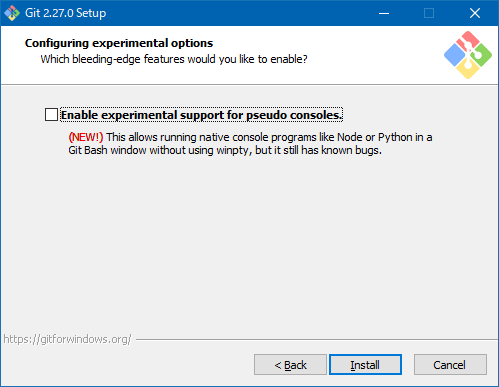 Git 2.27.0 Setup
Configuring experimental options
Which bleeding-edge features would you like to enable?
Enable experimental support for pseudo consoles.
(NEW!) This allows running native console programs like Node or Python in a
Git Bash window without using winpty, but it still has known bugs.
https://gitforwindows.org/
< Back
Install
Cancel